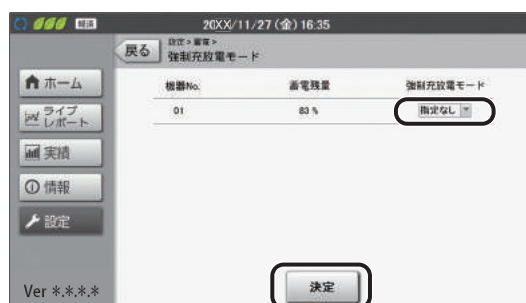 経済
20XX/11/27 (金) 16:35
戻る
設定>蓄電>
強制充放電モード
ホーム
ライブ
レポート
実績
情報
設定
機器No.
蓄電残量
強制充放電モード
01
83 %
指定なし
決定
Ver *.*.*.*